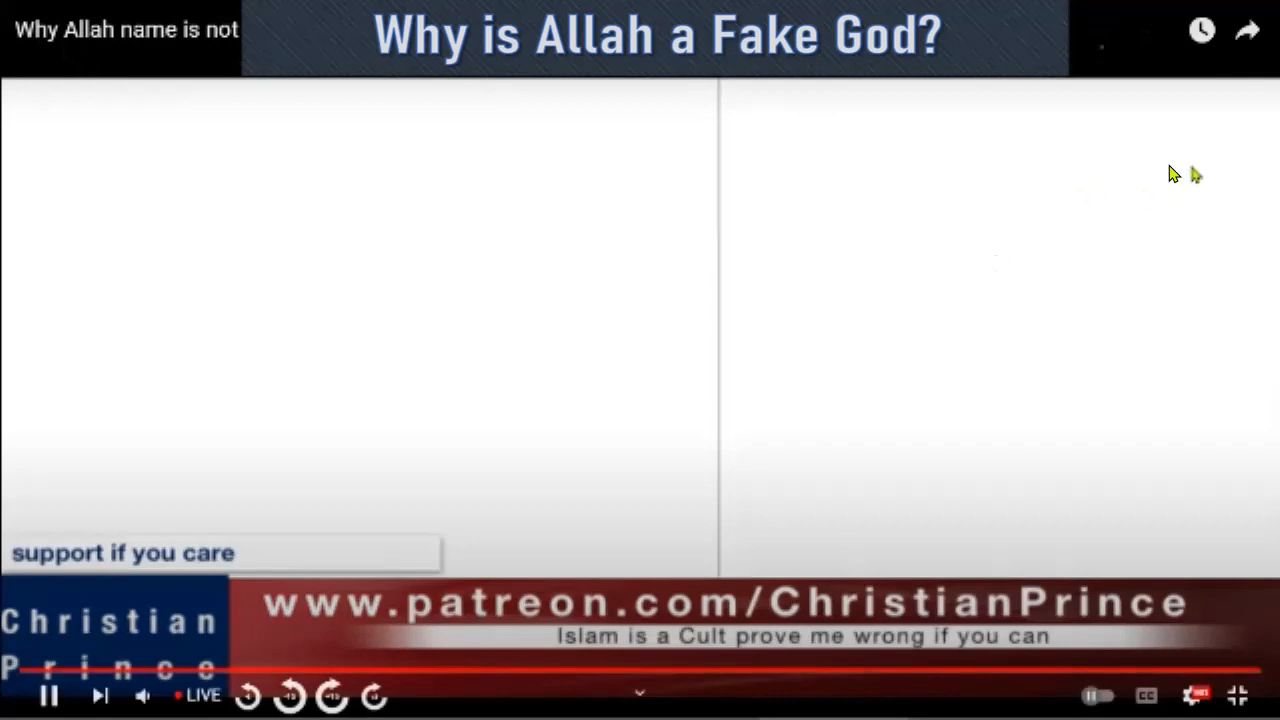 Why Allah name is not
Why is Allah a Fake God?
support if you care
Christian
Prince
www.patreon.com/ChristianPrince
Islam is a Cult prove me wrong if you can
LIVE
CC